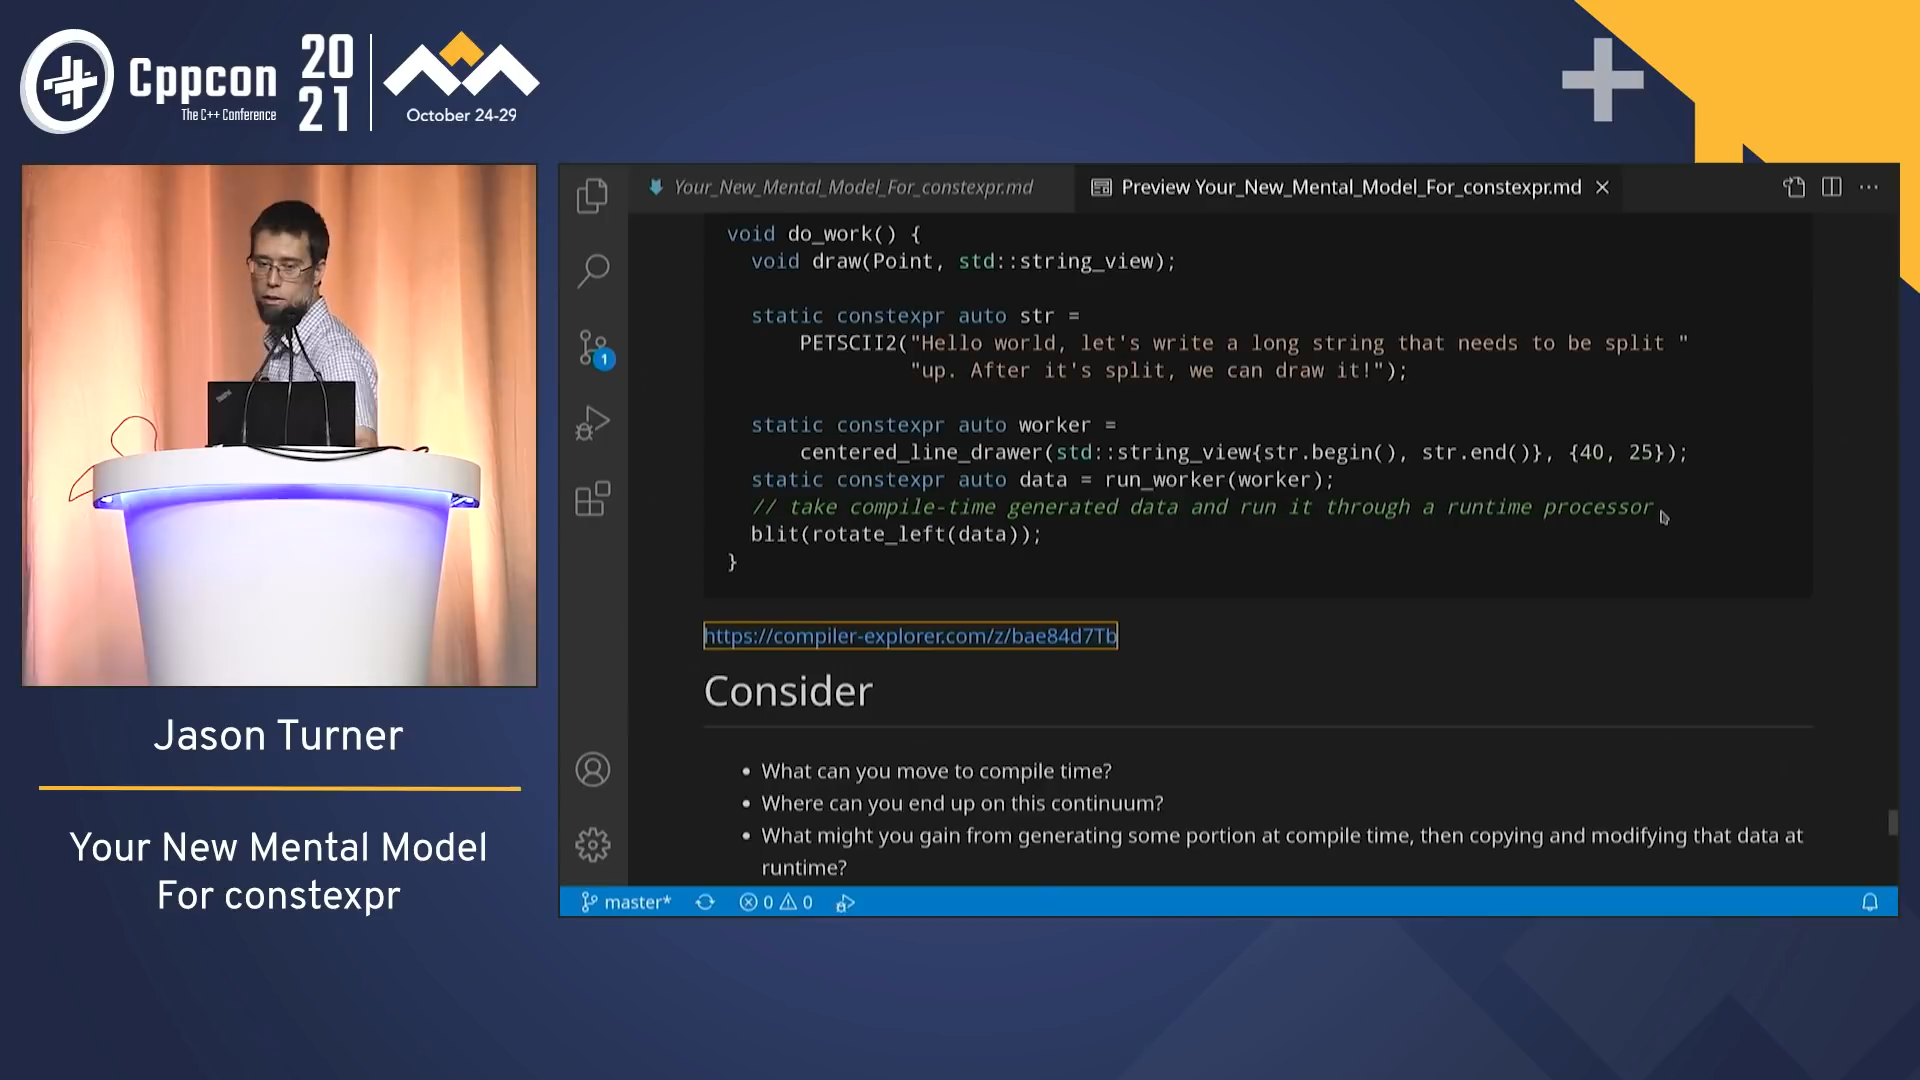 Cppcon
The C++ Conference
20
21
October 24-29
Your_New_Mental_Model_For_constexpr.md
Preview Your_New_Mental_Model_For_constexpr.md
void do_work() {
void draw(Point, std::string_view);
static constexpr auto str =
PETSCII2("Hello world, let's write a long string that needs to be split "
"up. After it's split, we can draw it!");
static constexpr auto worker =
centered_line_drawer(std::string_view{str.begin(), str.end()}, {40, 25});
static constexpr auto data = run_worker(worker);
// take compile-time generated data and run it through a runtime processor
blit(rotate_left(data));
}
https://compiler-explorer.com/z/bae84d7Tb
Consider
• What can you move to compile time?
• Where can you end up on this continuum?
• What might you gain from generating some portion at compile time, then copying and modifying that data at
runtime?
1
master*
0
0
Jason Turner
Your New Mental Model
For constexpr